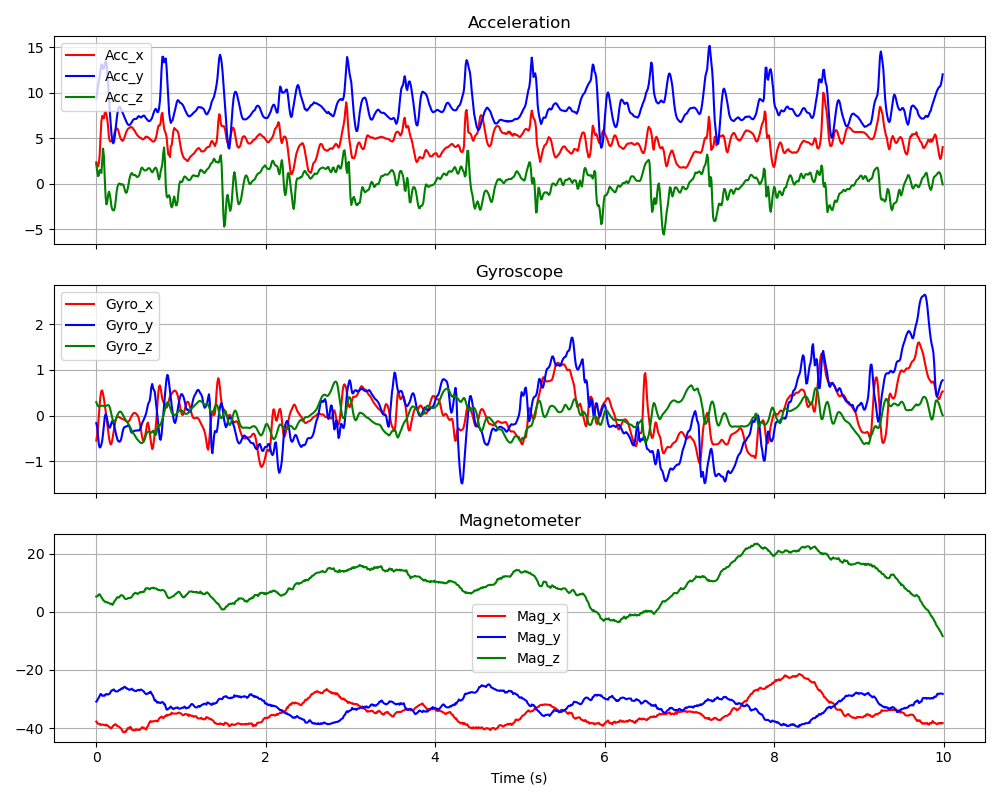 Acceleration
Acc_x
Acc_y
Acc_z
15
10
5
0
−5
Gyroscope
Gyro_x
Gyro_y
Gyro_z
2
1
0
−1
Magnetometer
Mag_x
Mag_y
Mag_z
20
0
−20
−40
0 2 4 6 8 10
Time (s)